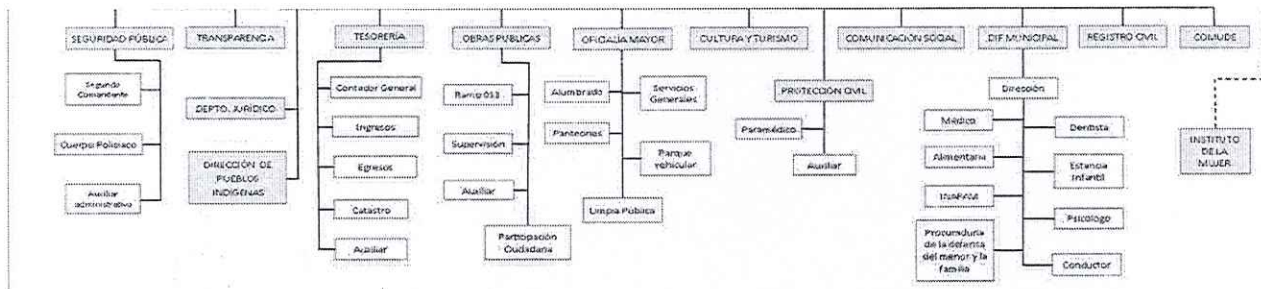 SEGURIDAD PÚBLICA
TRANSPARENCIA
TESORERÍA
OBRAS PUBLICAS
OFICIALÍA MAYOR
CULTURA Y TURISMO
COMUNICACIÓN SOCIAL
DIF MUNICIPAL
REGISTRO CIVIL
COMUDE
Segundo
Comandante
Cuerpo Policiaco
Auxiliar
administrativo
DEPTO. JURÍDICO
DIRECCIÓN DE
PUEBLOS
INDÍGENAS
Contador General
Ingresos
Egresos
Catastro
Auxiliar
Ramo 033
Supervisión
Auxiliar
Participación
Ciudadana
Alumbrado
Servicios
Generales
Panteones
Parque
vehicular
Limpia Pública
PROTECCIÓN CIVIL
Paramédico
Auxiliar
Dirección
Médico
Dentista
Alimentaria
Estancia
Infantil
INAPAM
Psicólogo
Procuraduría
de la defensa
del menor y la
familia
Conductor
INSTITUTO
DE LA
MUJER